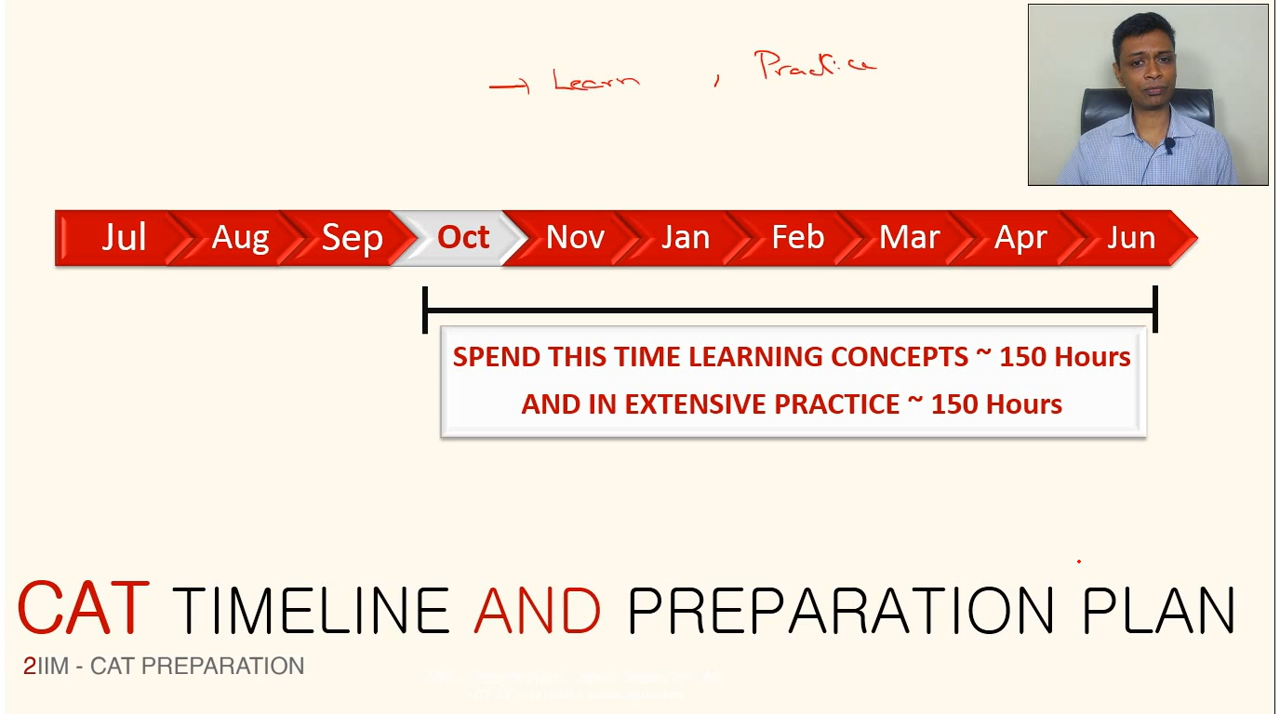 → Learn , Practice
Jul Aug Sep Oct Nov Jan Feb Mar Apr Jun
SPEND THIS TIME LEARNING CONCEPTS ~ 150 Hours
AND IN EXTENSIVE PRACTICE ~ 150 Hours
CAT TIMELINE AND PREPARATION PLAN
2IIM - CAT PREPARATION